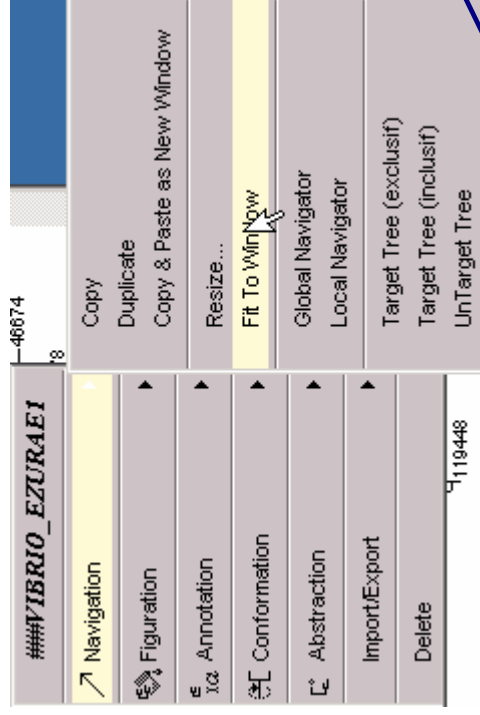 ###VIBRIO_EZURAE1
Navigation
Figuration
Annotation
Conformation
Abstraction
Import/Export
Delete
46674
Copy
Duplicate
Copy & Paste as New Window
Resize...
Fit To Window
Global Navigator
Local Navigator
Target Tree (exclusif)
Target Tree (inclusif)
UnTarget Tree
119448